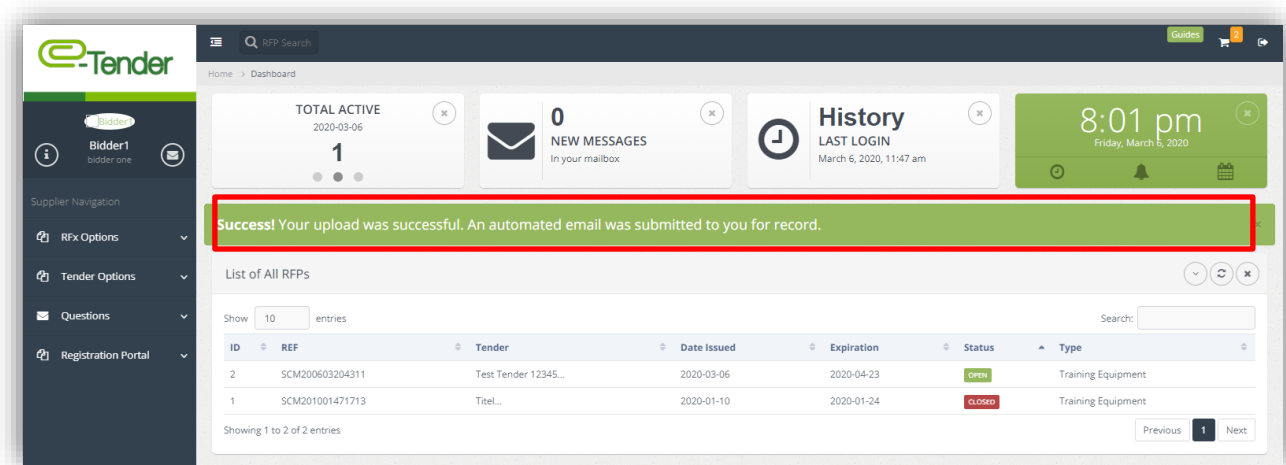 e-Tender
RFP Search
Guides
2
Home > Dashboard
Bidder1
Bidder1
bidder one
Supplier Navigation
RFx Options
Tender Options
Questions
Registration Portal
TOTAL ACTIVE
2020-03-06
1
0
NEW MESSAGES
In your mailbox
History
LAST LOGIN
March 6, 2020, 11:47 am
8:01 pm
Friday, March 6, 2020
Success! Your upload was successful. An automated email was submitted to you for record.
List of All RFPs
Show 10 entries
Search:
ID REF Tender Date Issued Expiration Status Type
2 SCM200603204311 Test Tender 12345... 2020-03-06 2020-04-23 OPEN Training Equipment
1 SCM201001471713 Titel... 2020-01-10 2020-01-24 CLOSED Training Equipment
Showing 1 to 2 of 2 entries
Previous 1 Next